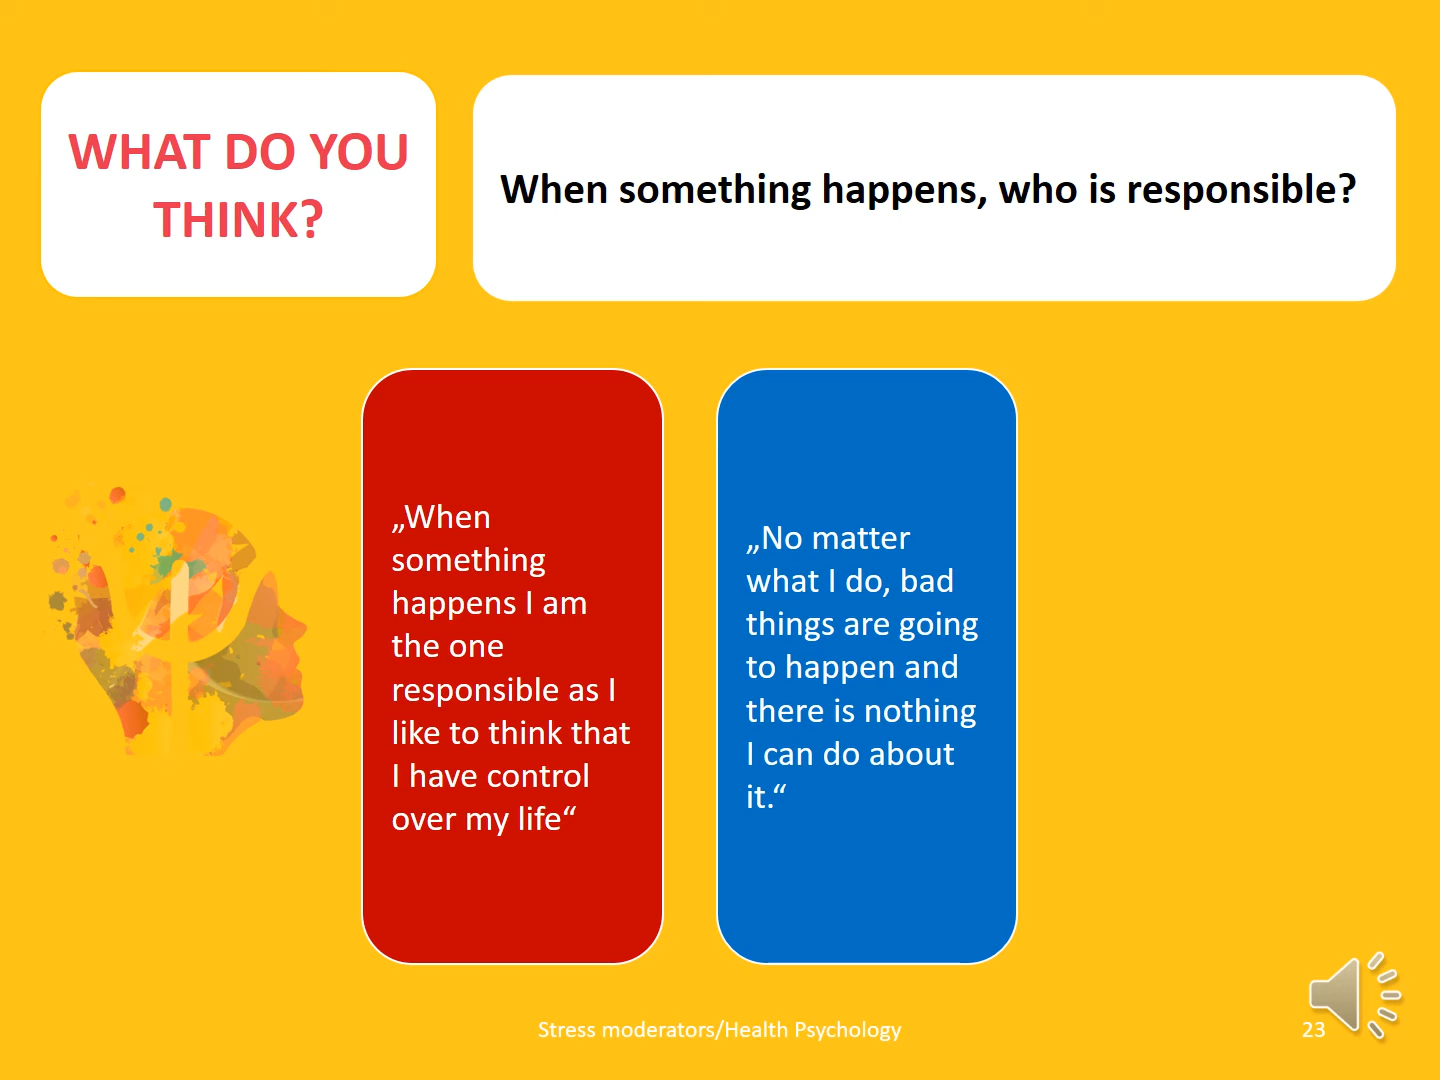 WHAT DO YOU
THINK?
When something happens, who is responsible?
„When
something
happens I am
the one
responsible as I
like to think that
I have control
over my life“
„No matter
what I do, bad
things are going
to happen and
there is nothing
I can do about
it.“
Stress moderators/Health Psychology
23